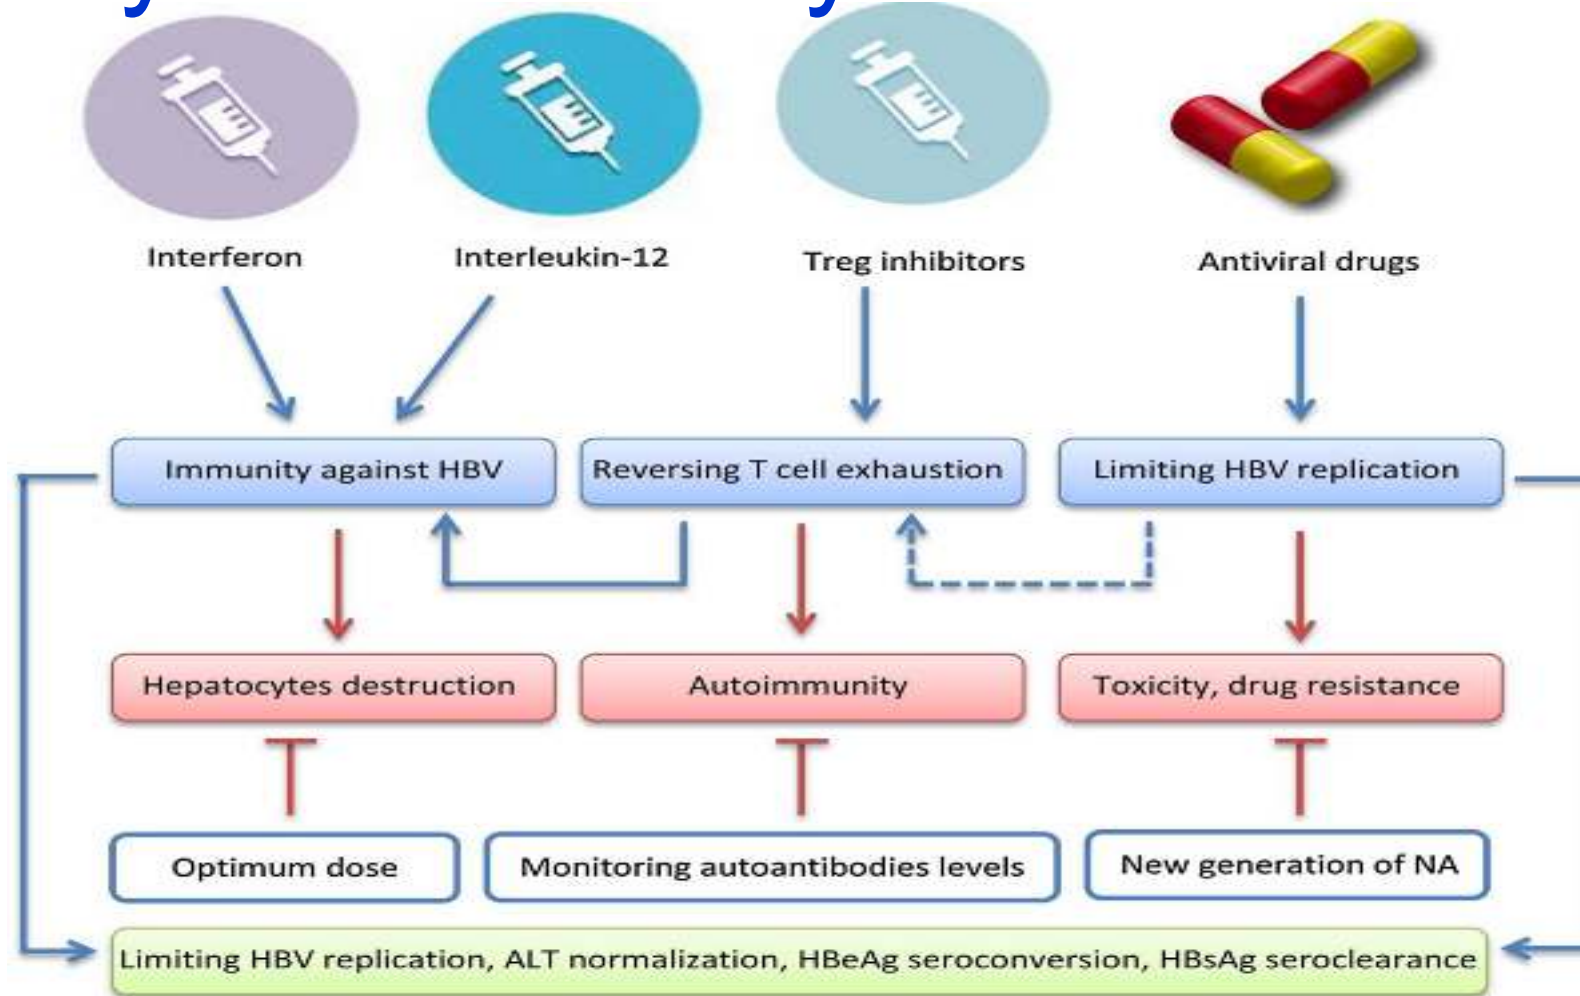 Interferon
Interleukin-12
Treg inhibitors
Antiviral drugs
Immunity against HBV
Reversing T cell exhaustion
Limiting HBV replication
Hepatocytes destruction
Autoimmunity
Toxicity, drug resistance
Optimum dose
Monitoring autoantibodies levels
New generation of NA
Limiting HBV replication, ALT normalization, HBeAg seroconversion, HBsAg seroclearance